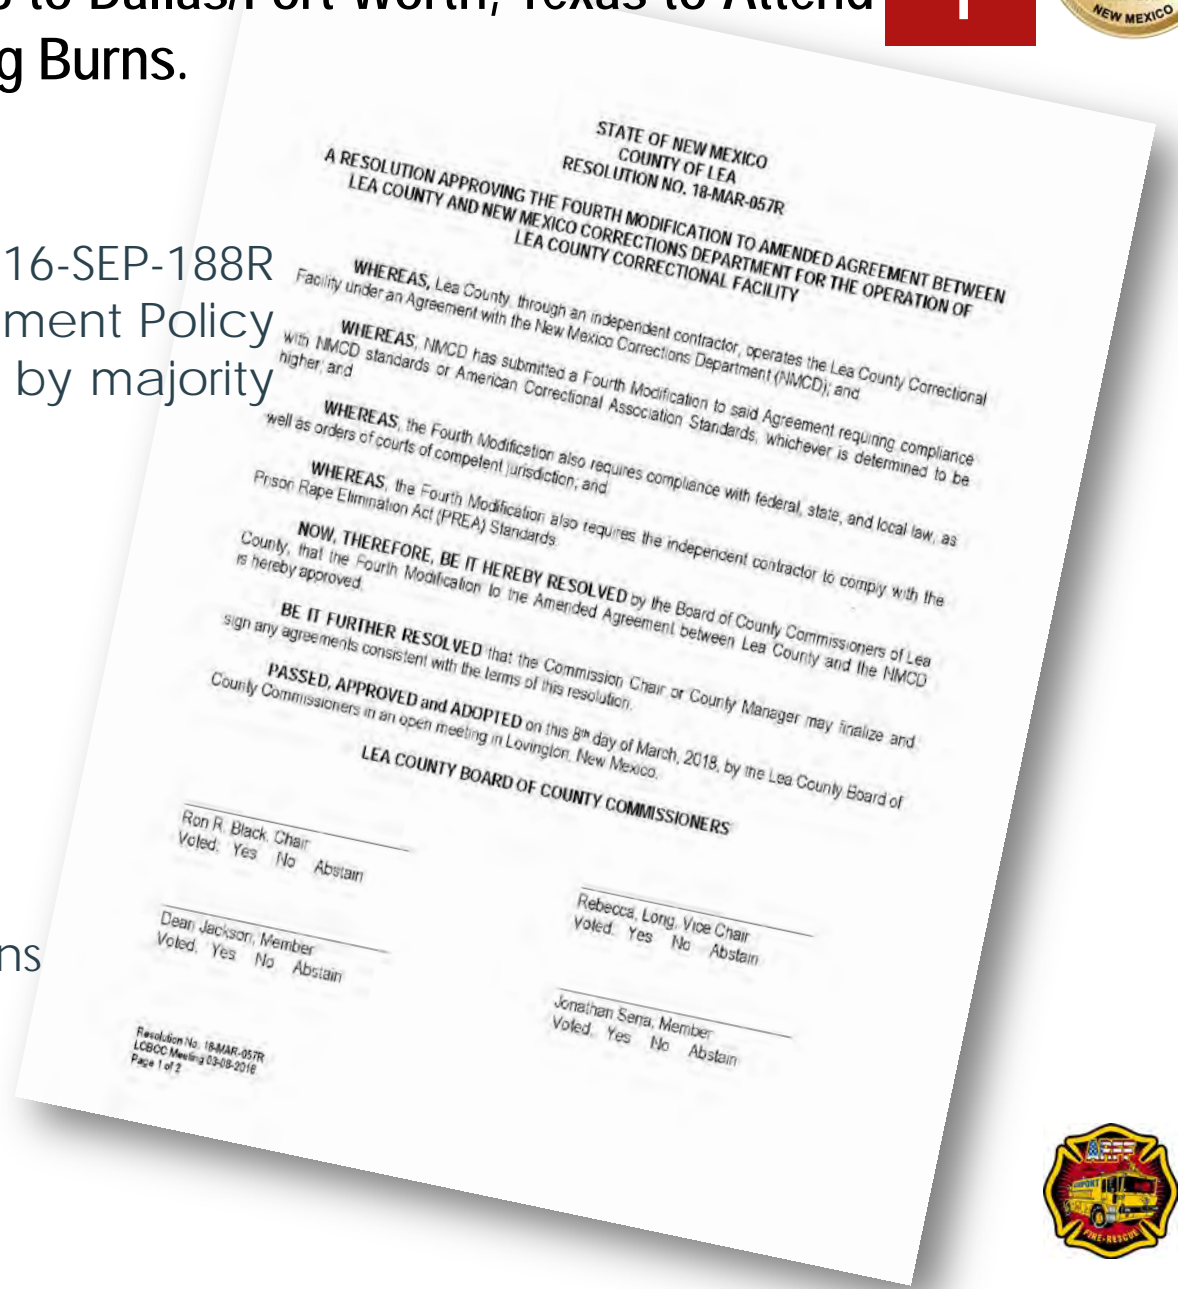 s to Dallas/Fort Worth, Texas to Attend
g Burns.
NEW MEXICO
16-SEP-188R
ment Policy
by majority
ns
STATE OF NEW MEXICO
COUNTY OF LEA
RESOLUTION NO. 18-MAR-057R
A RESOLUTION APPROVING THE FOURTH MODIFICATION TO AMENDED AGREEMENT BETWEEN
LEA COUNTY AND NEW MEXICO CORRECTIONS DEPARTMENT FOR THE OPERATION OF
LEA COUNTY CORRECTIONAL FACILITY
WHEREAS, Lea County, through an independent contractor, operates the Lea County Correctional
Facility under an Agreement with the New Mexico Corrections Department (NMCD); and
WHEREAS, NMCD has submitted a Fourth Modification to said Agreement requiring compliance
with NMCD standards or American Correctional Association Standards, whichever is determined to be
higher; and
WHEREAS, the Fourth Modification also requires compliance with federal, state, and local law, as
well as orders of courts of competent jurisdiction; and
WHEREAS, the Fourth Modification also requires the independent contractor to comply with the
Prison Rape Elimination Act (PREA) Standards.
NOW, THEREFORE, BE IT HEREBY RESOLVED by the Board of County Commissioners of Lea
County, that the Fourth Modification to the Amended Agreement between Lea County and the NMCD
is hereby approved.
BE IT FURTHER RESOLVED that the Commission Chair or County Manager may finalize and
sign any agreements consistent with the terms of this resolution.
PASSED, APPROVED and ADOPTED on this 8th day of March, 2018, by the Lea County Board of
County Commissioners in an open meeting in Lovington, New Mexico.
LEA COUNTY BOARD OF COUNTY COMMISSIONERS
Ron R. Black, Chair
Voted: Yes No Abstain
Rebecca, Long, Vice Chair
Voted: Yes No Abstain
Dean Jackson, Member
Voted: Yes No Abstain
Jonathan Sena, Member
Voted: Yes No Abstain
Resolution No. 18-MAR-057R
LCBCC Meeting 03-08-2018
Page 1 of 2
ARFF
AIRPORT
FIRE-RESCUE